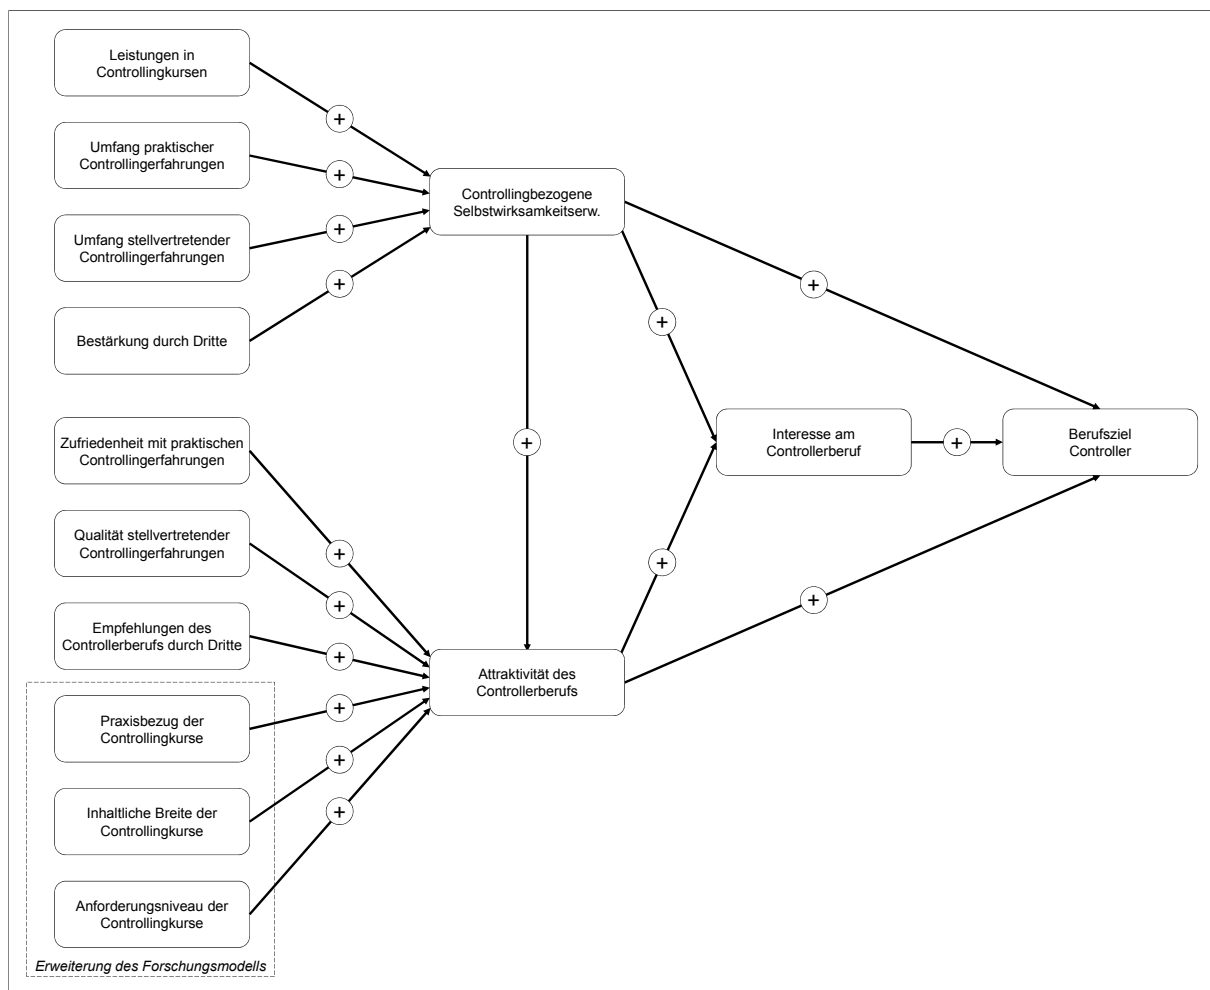 Leistungen in
Controllingkursen
+
Umfang praktischer
Controllingerfahrungen
+
Controllingbezogene
Selbstwirksamkeitserw.
Umfang stellvertretender
Controllingerfahrungen
+
+
+
+
Bestärkung durch Dritte
Zufriedenheit mit praktischen
Controllingerfahrungen
+
Interesse am
Controllerberuf
+
Berufsziel
Controller
Qualität stellvertretender
Controllingerfahrungen
+
+
+
+
Empfehlungen des
Controllerberufs durch Dritte
+
Attraktivität des
Controllerberufs
Praxisbezug der
Controllingkurse
+
+
Inhaltliche Breite der
Controllingkurse
+
Anforderungsniveau der
Controllingkurse
Erweiterung des Forschungsmodells